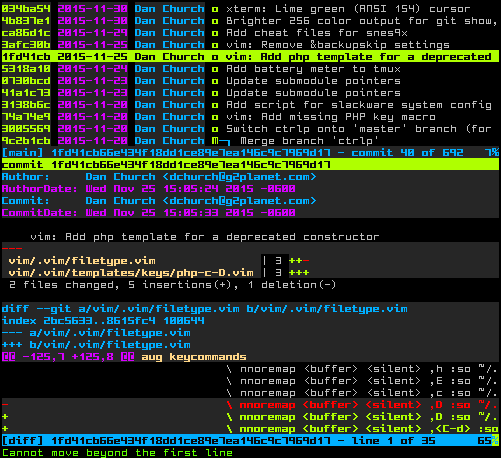 034ba54 2015-11-30 Dan Church o xterm: Lime green (ANSI 154) cursor
4b837e1 2015-11-30 Dan Church o Brighter 256 color output for git show,
ca86d1c 2015-11-29 Dan Church o Add cheat files for snes9x
3afc30b 2015-11-25 Dan Church o vim: Remove &backupskip settings
1fd41cb 2015-11-25 Dan Church o vim: Add php template for a deprecated
5318a10 2015-11-24 Dan Church o Add battery meter to tmux
0730bcd 2015-11-23 Dan Church o Update submodule pointers
41a1c73 2015-11-23 Dan Church o Update submodule pointers
3138b6c 2015-11-20 Dan Church o Add script for slackware system config
74a74e9 2015-11-20 Dan Church o vim: Add missing PHP key macro
3005569 2015-11-20 Dan Church o Switch ctrlp onto 'master' branch (for
9c2b1cb 2015-11-20 Dan Church M─┐ Merge branch 'ctrlp'
[main] 1fd41cb66e434f18dd1ce89e7ea146c9c7969d17 - commit 40 of 692 7%
commit 1fd41cb66e434f18dd1ce89e7ea146c9c7969d17
Author: Dan Church <dchurch@g2planet.com>
AuthorDate: Wed Nov 25 15:05:24 2015 -0600
Commit: Dan Church <dchurch@g2planet.com>
CommitDate: Wed Nov 25 15:05:33 2015 -0600
vim: Add php template for a deprecated constructor
---
vim/.vim/filetype.vim | 3 ++-
vim/.vim/templates/keys/php-c-D.vim | 3 +++
2 files changed, 5 insertions(+), 1 deletion(-)
diff --git a/vim/.vim/filetype.vim b/vim/.vim/filetype.vim
index 2bc5633..8615fc4 100644
--- a/vim/.vim/filetype.vim
+++ b/vim/.vim/filetype.vim
@@ -125,7 +125,8 @@ aug keycommands
\ nnoremap <buffer> <silent> ,h :so ~/.
\ nnoremap <buffer> <silent> ,E :so ~/.
\ nnoremap <buffer> <silent> ,c :so ~/.
- \ nnoremap <buffer> <silent> ,D :so ~/.
+ \ nnoremap <buffer> <silent> ,D :so ~/.
+ \ nnoremap <buffer> <silent> ,<C-d> :so
[diff] 1fd41cb66e434f18dd1ce89e7ea146c9c7969d17 - line 1 of 35 65%
Cannot move beyond the first line